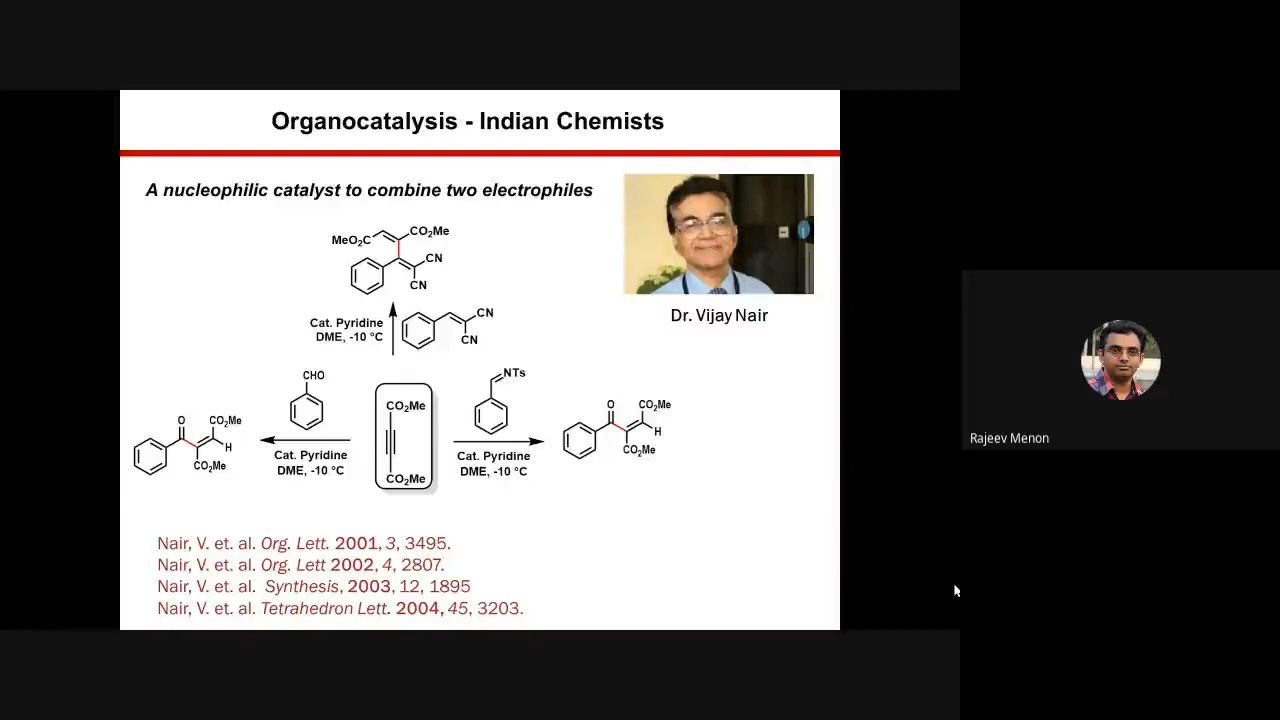 Organocatalysis - Indian Chemists
A nucleophilic catalyst to combine two electrophiles
MeO2C
CO2Me
CN
CN
Cat. Pyridine
DME, -10 °C
CN
CN
Dr. Vijay Nair
CHO
O
CO2Me
H
CO2Me
Cat. Pyridine
DME, -10 °C
CO2Me
CO2Me
NTs
Cat. Pyridine
DME, -10 °C
O
CO2Me
H
CO2Me
Nair, V. et. al. Org. Lett. 2001, 3, 3495.
Nair, V. et. al. Org. Lett 2002, 4, 2807.
Nair, V. et. al. Synthesis, 2003, 12, 1895
Nair, V. et. al. Tetrahedron Lett. 2004, 45, 3203.
Rajeev Menon